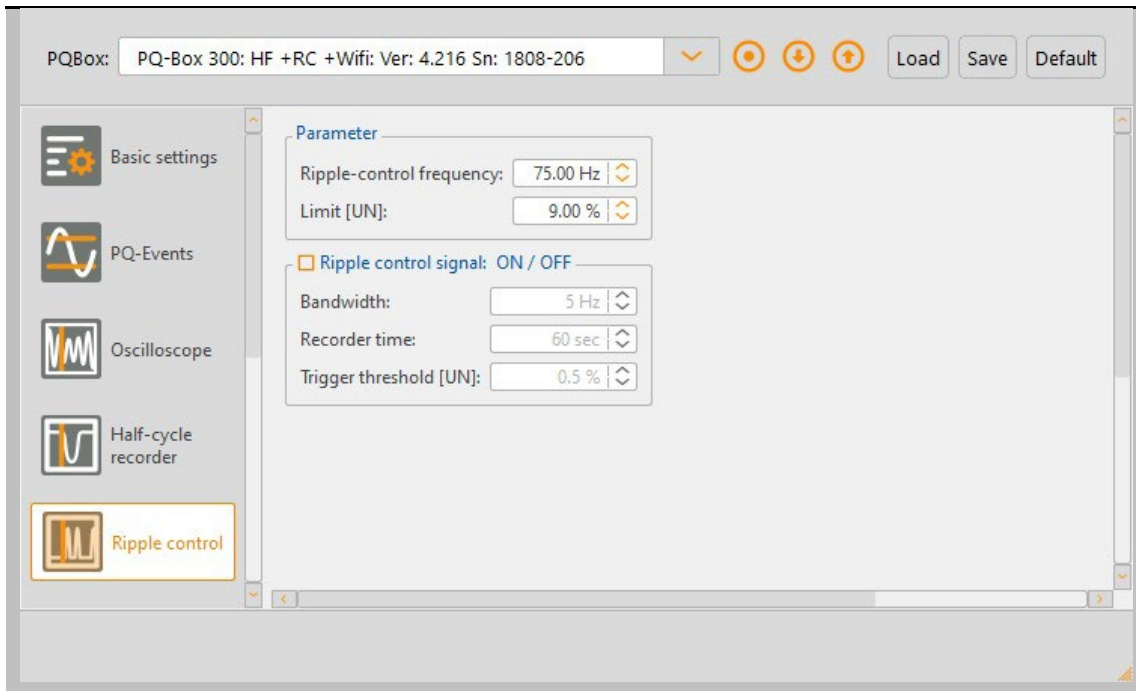 PQBox: PQ-Box 300: HF +RC +Wifi: Ver: 4.216 Sn: 1808-206 Load Save Default
Basic settings
PQ-Events
Oscilloscope
Half-cycle
recorder
Ripple control
Parameter
Ripple-control frequency: 75.00 Hz
Limit [UN]: 9.00 %
Ripple control signal: ON / OFF
Bandwidth: 5 Hz
Recorder time: 60 sec
Trigger threshold [UN]: 0.5 %